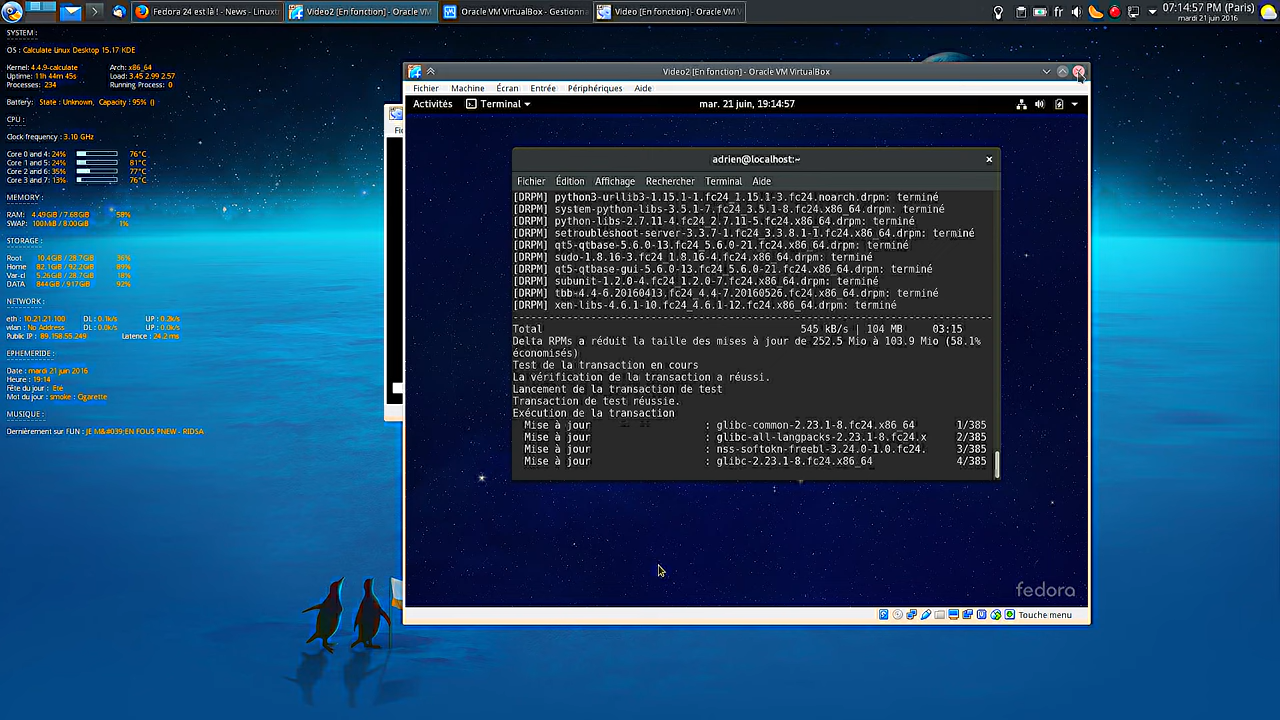 Fedora 24 est là ! - News - Linuxt
Video2 [En fonction] - Oracle VM
Oracle VM VirtualBox - Gestionn
Video [En fonction] - Oracle VM V
fr
07:14:57 PM (Paris)
mardi 21 juin 2016
SYSTEM :
OS : Calculate Linux Desktop 15.17 KDE
Kernel: 4.4.9-calculate Arch: x86_64
Uptime: 11h 44m 45s Load: 3.45 2.99 2.57
Processes: 234 Running Process: 0
Battery: State : Unknown, Capacity : 95% ()
CPU :
Clock frequency : 3.10 GHz
Core 0 and 4: 24% 76°C
Core 1 and 5: 24% 81°C
Core 2 and 6: 35% 77°C
Core 3 and 7: 13% 76°C
MEMORY :
RAM: 4.49GiB / 7.68GiB 58%
SWAP: 100MiB / 8.00GiB 1%
STORAGE :
Root 10.4GiB / 28.7GiB 36%
Home 82.1GiB / 92.2GiB 89%
Var-cl 5.26GiB / 28.7GiB 18%
DATA 844GiB / 917GiB 92%
NETWORK :
eth : 10.21.21.100 DL : 0.1k/s UP : 0.2k/s
wlan : No Address DL : 0.0k/s UP : 0.0k/s
Public IP : 89.158.55.249 Latence : 24.2 ms
EPHEMERIDE :
Date : mardi 21 juin 2016
Heure : 19:14
Fête du jour : Eté
Mot du jour : smoke : Cigarette
MUSIQUE :
Dernièrement sur FUN : JE M&#039;EN FOUS PNEW - RIDSA
Video2 [En fonction] - Oracle VM VirtualBox
Fichier Machine Écran Entrée Périphériques Aide
Activités Terminal mar. 21 juin, 19:14:57
adrien@localhost:~
Fichier Édition Affichage Rechercher Terminal Aide
[DRPM] python3-urllib3-1.15.1-1.fc24_1.15.1-3.fc24.noarch.drpm: terminé
[DRPM] system-python-libs-3.5.1-7.fc24_3.5.1-8.fc24.x86_64.drpm: terminé
[DRPM] python-libs-2.7.11-4.fc24_2.7.11-5.fc24.x86_64.drpm: terminé
[DRPM] setroubleshoot-server-3.3.7-1.fc24_3.3.8.1-1.fc24.x86_64.drpm: terminé
[DRPM] qt5-qtbase-5.6.0-13.fc24_5.6.0-21.fc24.x86_64.drpm: terminé
[DRPM] sudo-1.8.16-3.fc24_1.8.16-4.fc24.x86_64.drpm: terminé
[DRPM] qt5-qtbase-gui-5.6.0-13.fc24_5.6.0-21.fc24.x86_64.drpm: terminé
[DRPM] subunit-1.2.0-4.fc24_1.2.0-7.fc24.x86_64.drpm: terminé
[DRPM] tbb-4.4-6.20160413.fc24_4.4-7.20160526.fc24.x86_64.drpm: terminé
[DRPM] xen-libs-4.6.1-10.fc24_4.6.1-12.fc24.x86_64.drpm: terminé
--------------------------------------------------------------------------------
Total 545 kB/s | 104 MB 03:15
Delta RPMs a réduit la taille des mises à jour de 252.5 Mio à 103.9 Mio (58.1%
économisés)
Test de la transaction en cours
La vérification de la transaction a réussi.
Lancement de la transaction de test
Transaction de test réussie.
Exécution de la transaction
Mise à jour : glibc-common-2.23.1-8.fc24.x86_64 1/385
Mise à jour : glibc-all-langpacks-2.23.1-8.fc24.x 2/385
Mise à jour : nss-softokn-freebl-3.24.0-1.0.fc24. 3/385
Mise à jour : glibc-2.23.1-8.fc24.x86_64 4/385
fedora
Touche menu